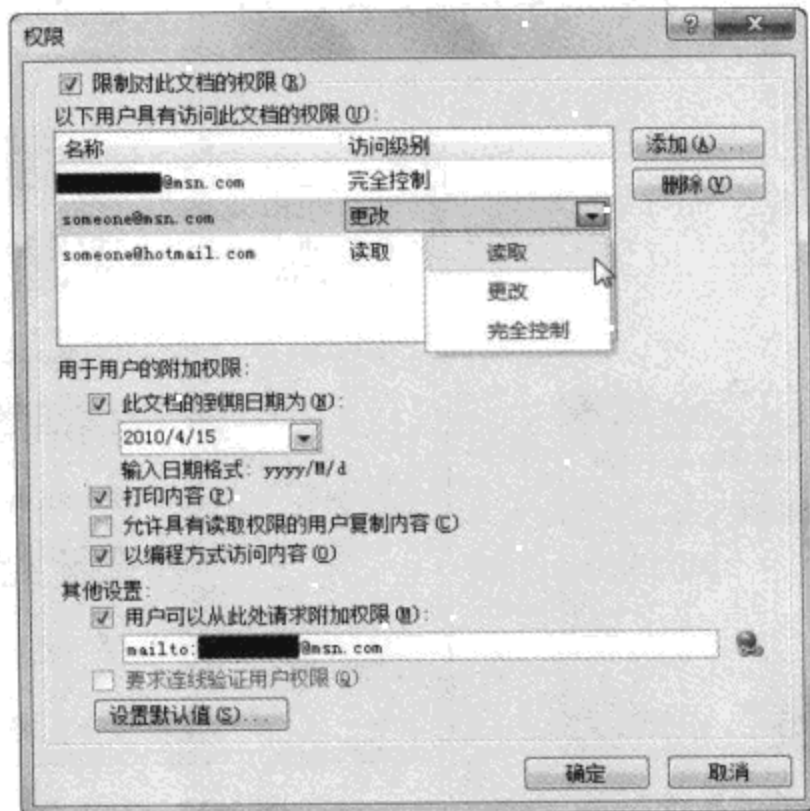 权限
限制对此文档的权限(R)
以下用户具有访问此文档的权限(U):
名称 访问级别 添加(A)...
@msn.com 完全控制 删除(V)
someone@msn.com 更改
someone@hotmail.com 读取 读取
更改
完全控制
用于用户的附加权限:
此文档的到期日期为(X):
2010/4/15
输入日期格式: yyyy/M/d
打印内容(P)
允许具有读取权限的用户复制内容(C)
以编程方式访问内容(O)
其他设置:
用户可以从此处请求附加权限(M):
mailto: @msn.com
要求连线验证用户权限(Q)
设置默认值(S)...
确定 取消